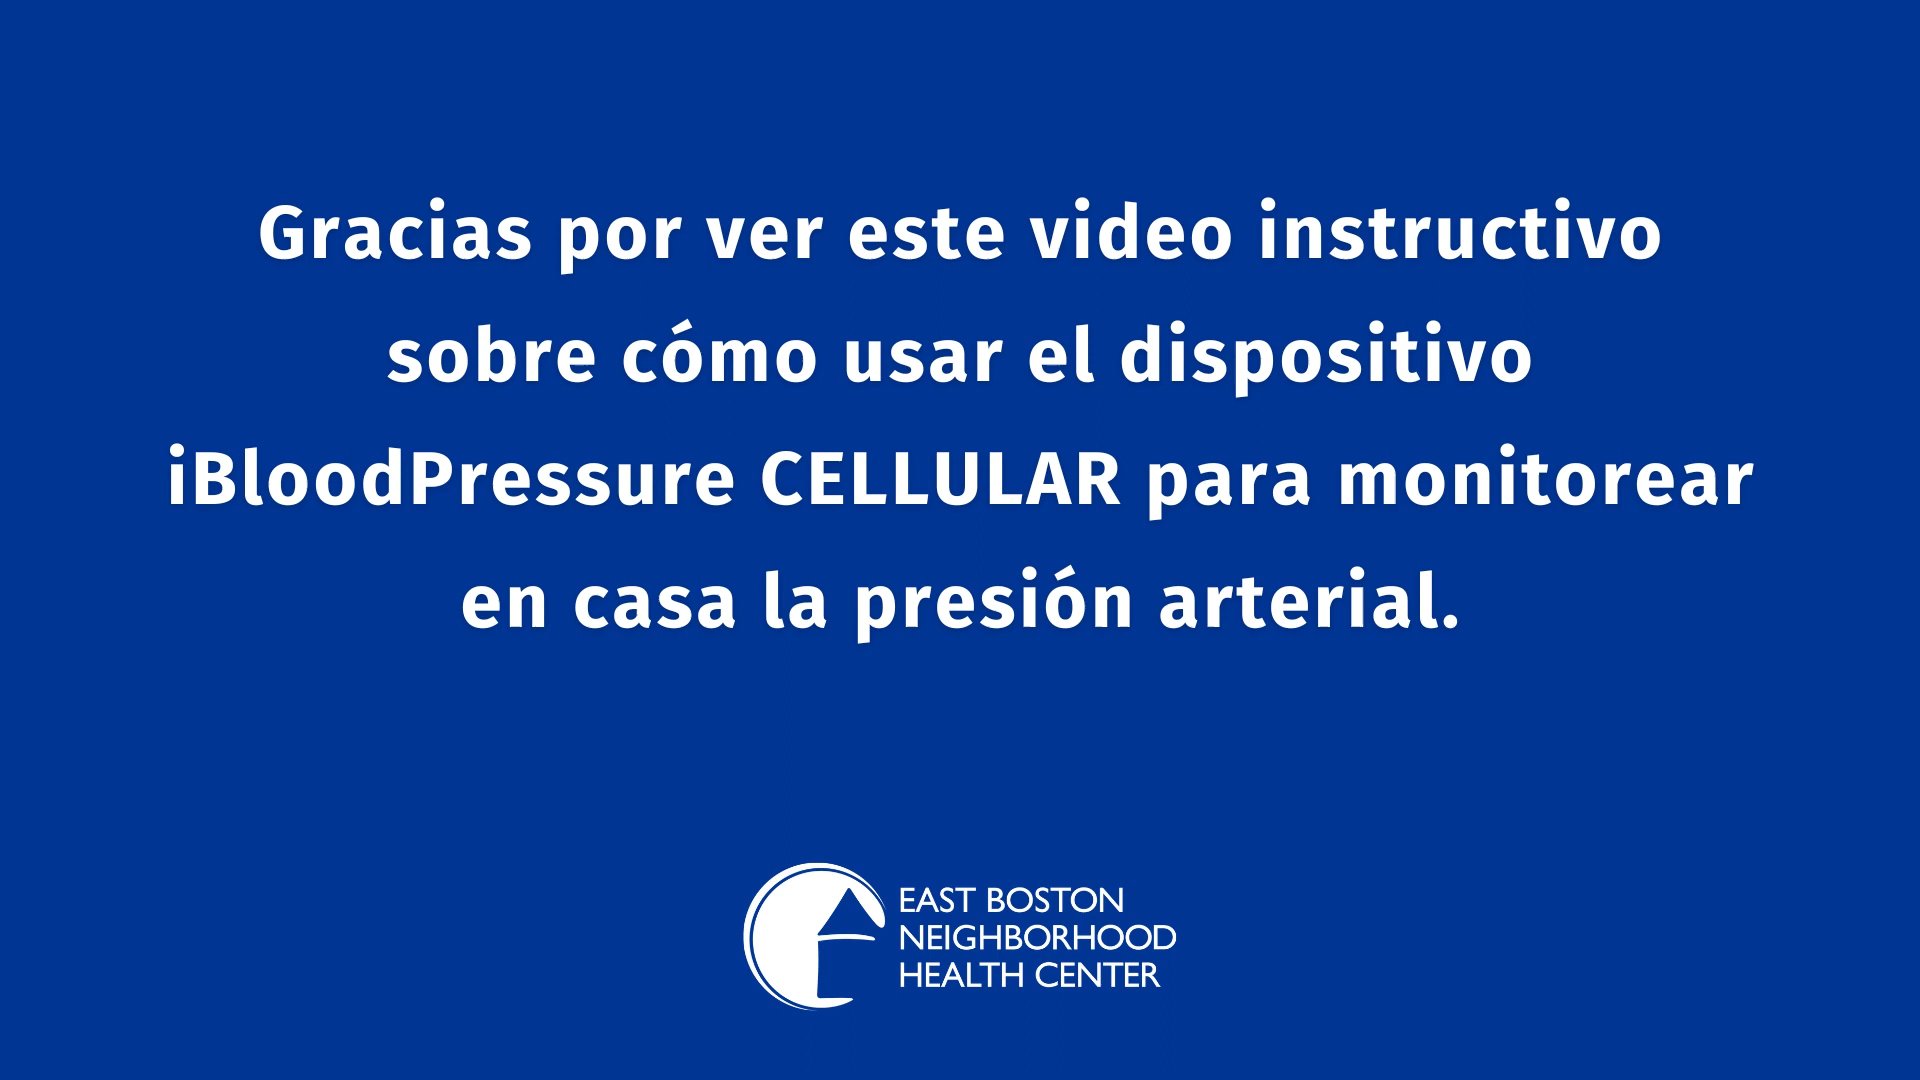 Gracias por ver este video instructivo
sobre cómo usar el dispositivo
iBloodPressure CELLULAR para monitorear
en casa la presión arterial.
EAST BOSTON
NEIGHBORHOOD
HEALTH CENTER